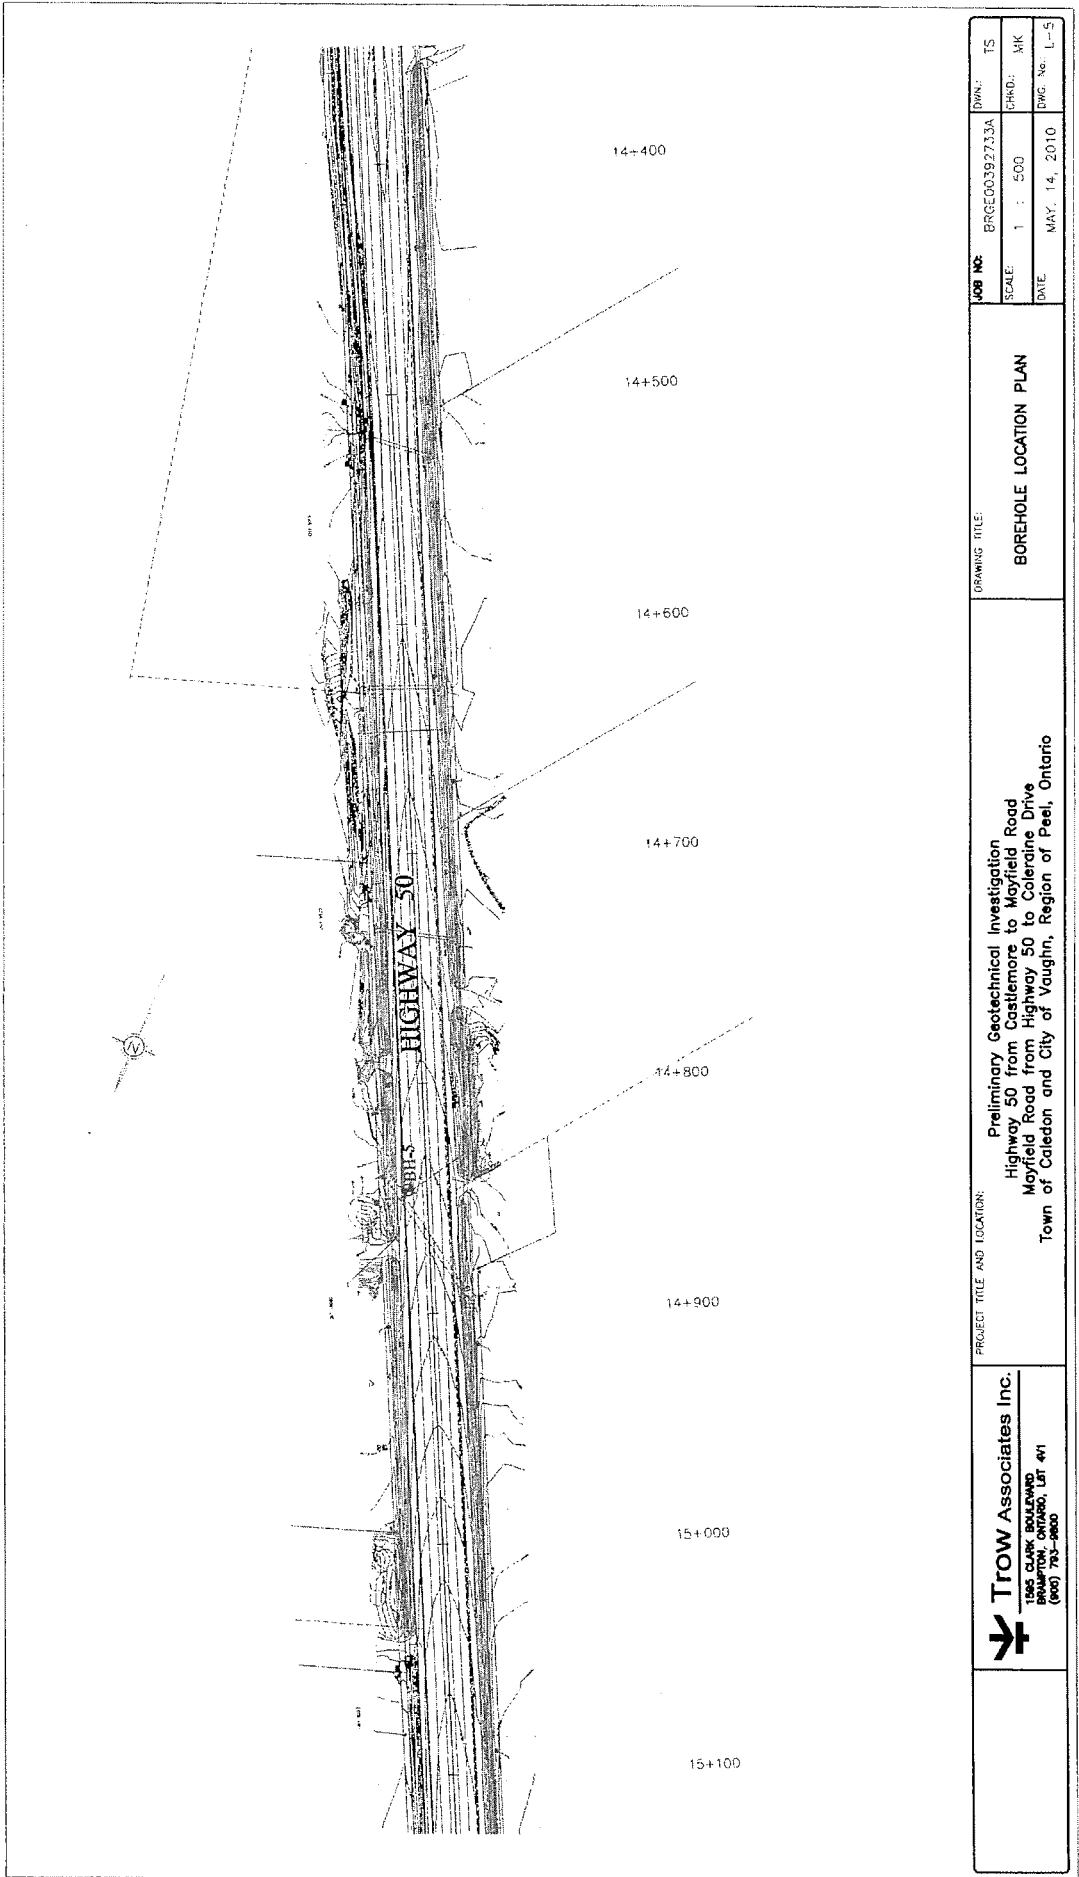 14+400
14+500
14+600
14+700
14+800
14+900
15+000
15+100
HIGHWAY 50
BH-5
N
Trow Associates Inc.
1595 CLARK BOULEVARD
BRAMPTON, ONTARIO, L6T 4V1
(905) 793-9800
PROJECT TITLE AND LOCATION:
Preliminary Geotechnical Investigation
Highway 50 from Castlemore to Mayfield Road
Mayfield Road from Highway 50 to Coleraine Drive
Town of Caledon and City of Vaughn, Region of Peel, Ontario
DRAWING TITLE:
BOREHOLE LOCATION PLAN
JOB NO: BRGE00392733A
DWN.: TS
SCALE: 1 : 500
CHKD.: MK
DATE: MAY. 14, 2010
DWG. No.: L-5